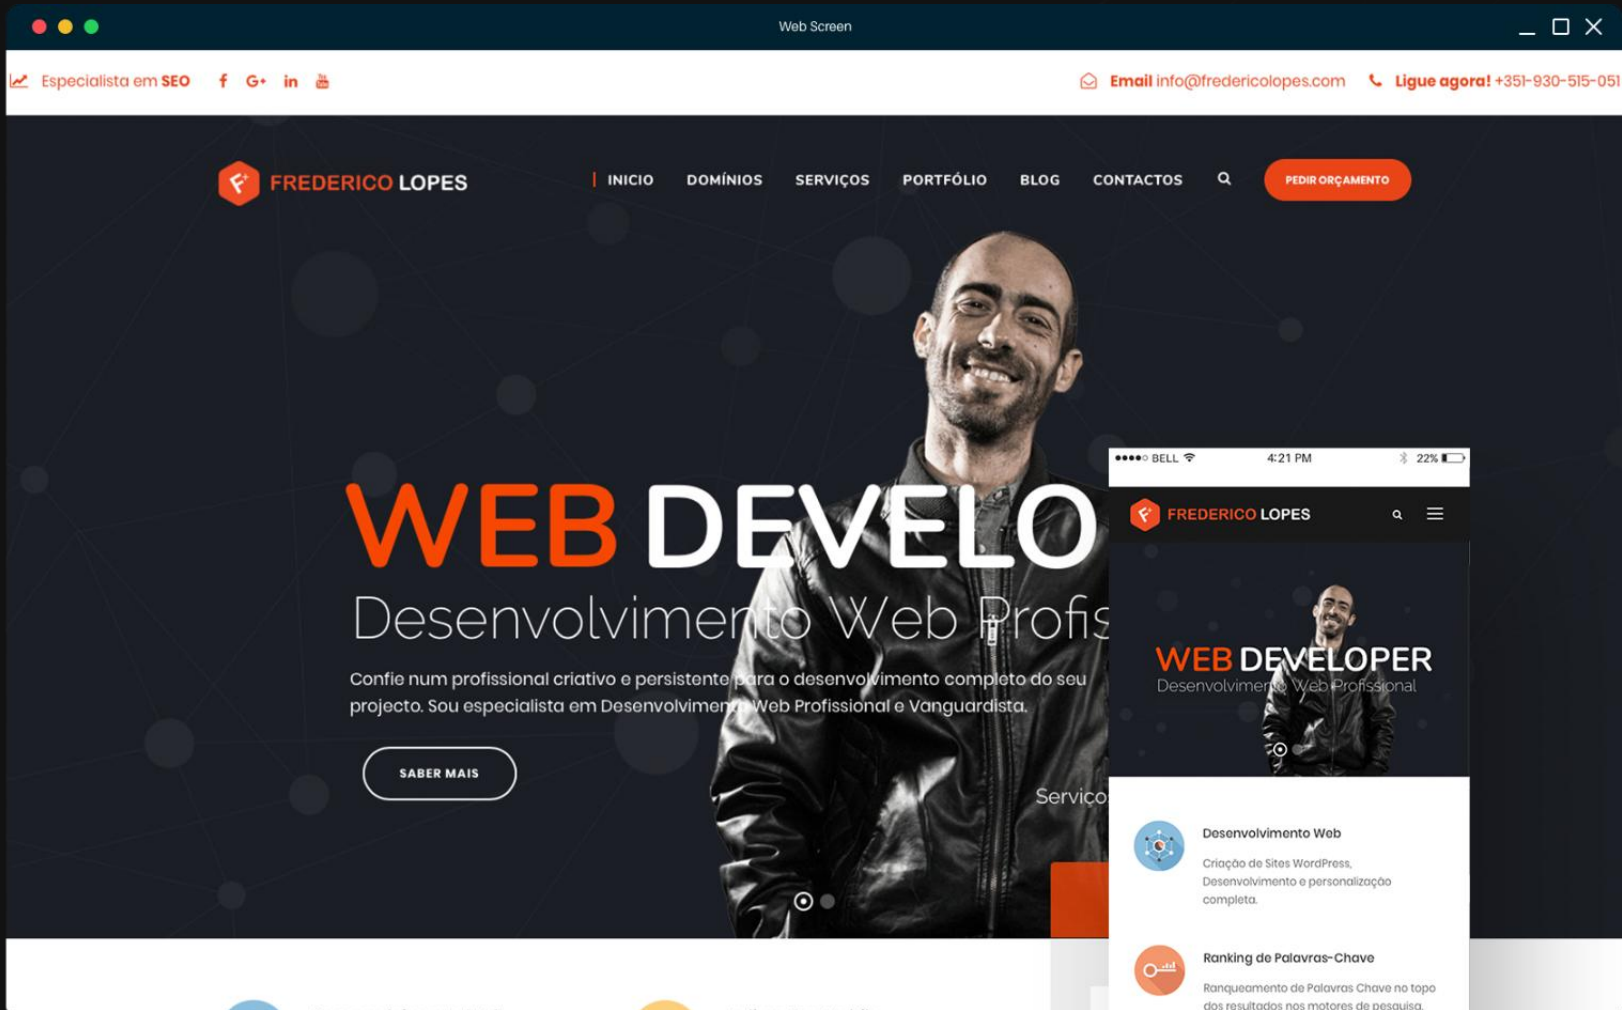 Web Screen
Especialista em SEO
Email info@fredericolopes.com Ligue agora! +351-930-515-051
FREDERICO LOPES
INICIO DOMÍNIOS SERVIÇOS PORTFÓLIO BLOG CONTACTOS
PEDIR ORÇAMENTO
WEB DEVELO
Desenvolvimento Web Profis
Confie num profissional criativo e persistente para o desenvolvimento completo do seu
projecto. Sou especialista em Desenvolvimento Web Profissional e Vanguardista.
SABER MAIS
Serviços
BELL 4:21 PM 22%
FREDERICO LOPES
WEB DEVELOPER
Desenvolvimento Web Profissional
Desenvolvimento Web
Criação de Sites WordPress,
Desenvolvimento e personalização
completa.
Ranking de Palavras-Chave
Ranqueamento de Palavras Chave no topo
dos resultados nos motores de pesquisa.